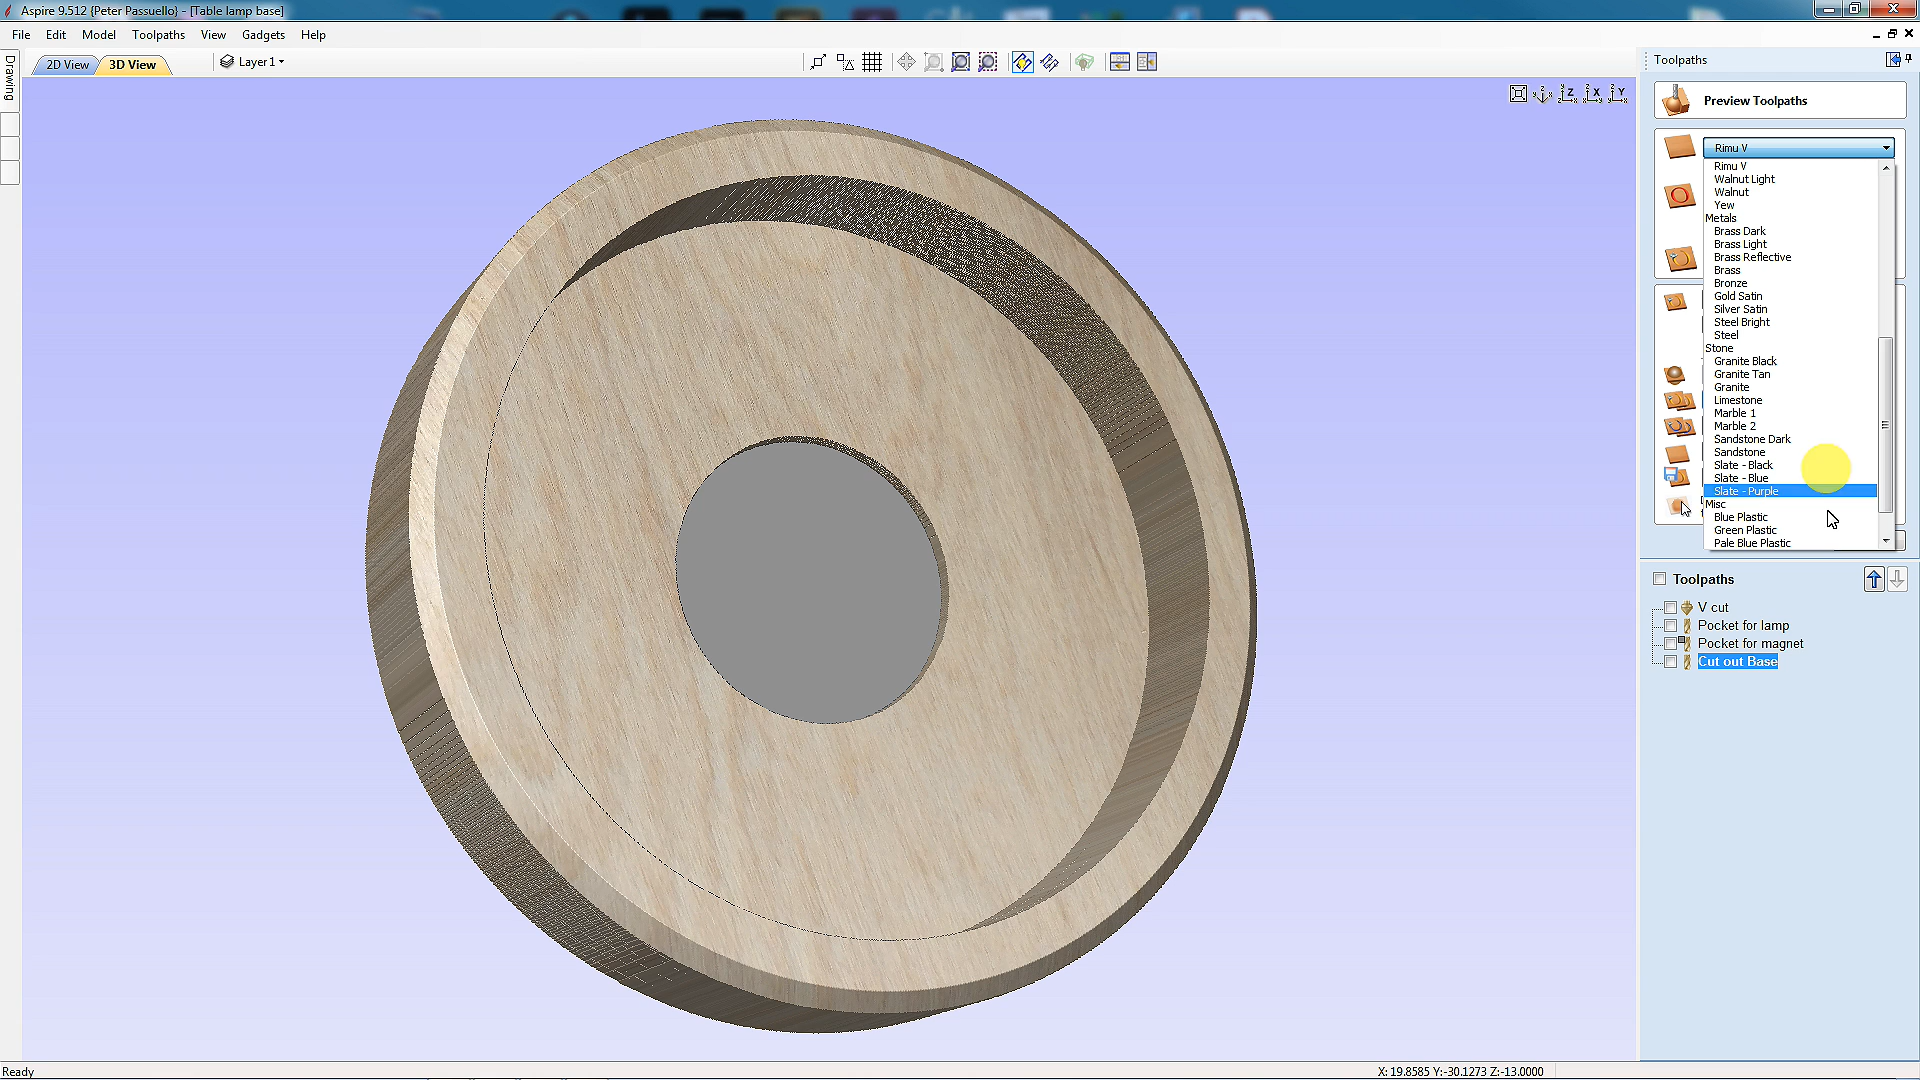 Aspire 9.512 {Peter Passuello} - [Table lamp base]
File Edit Model Toolpaths View Gadgets Help
Drawing
2D View 3D View Layer 1
Toolpaths
Preview Toolpaths
Rimu V
Rimu V
Walnut Light
Walnut
Yew
Metals
Brass Dark
Brass Light
Brass Reflective
Brass
Bronze
Gold Satin
Silver Satin
Steel Bright
Steel
Stone
Granite Black
Granite Tan
Granite
Limestone
Marble 1
Marble 2
Sandstone Dark
Sandstone
Slate - Black
Slate - Blue
Slate - Purple
Misc
Blue Plastic
Green Plastic
Pale Blue Plastic
Toolpaths
V cut
Pocket for lamp
Pocket for magnet
Cut out Base
Ready X: 19.8585 Y:-30.1273 Z:-13.0000